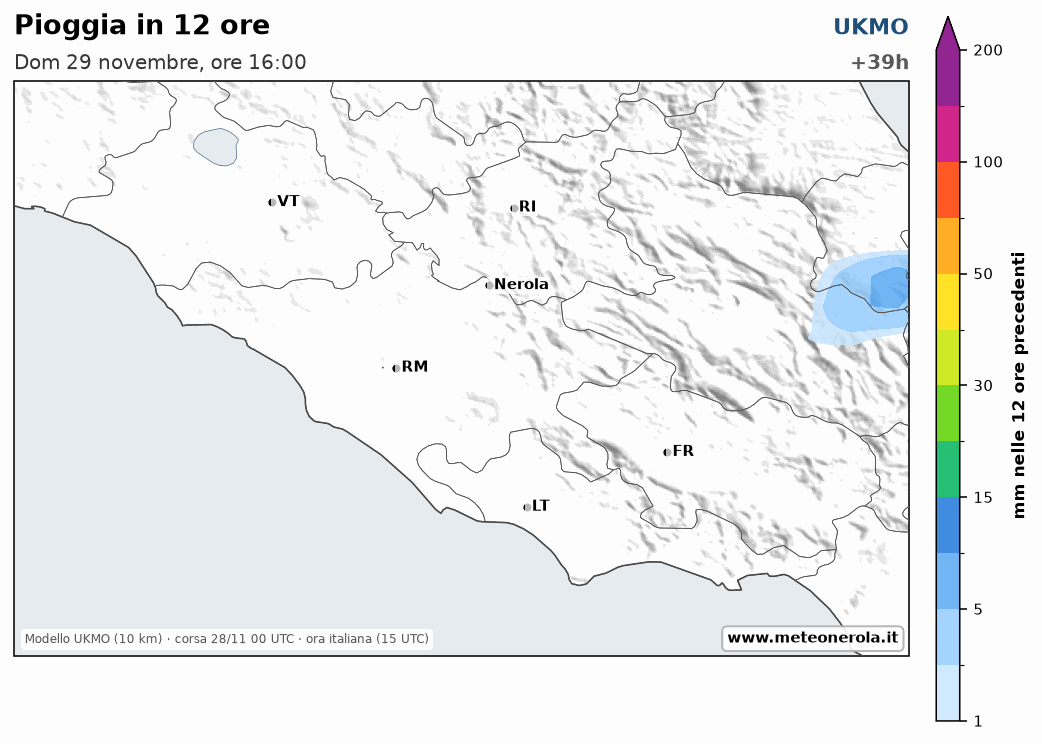 Pioggia in 12 ore
UKMO
Dom 29 novembre, ore 16:00
+39h
VT
RI
Nerola
RM
FR
LT
200
100
50
30
15
5
1
mm nelle 12 ore precedenti
Modello UKMO (10 km) · corsa 28/11 00 UTC · ora italiana (15 UTC)
www.meteonerola.it